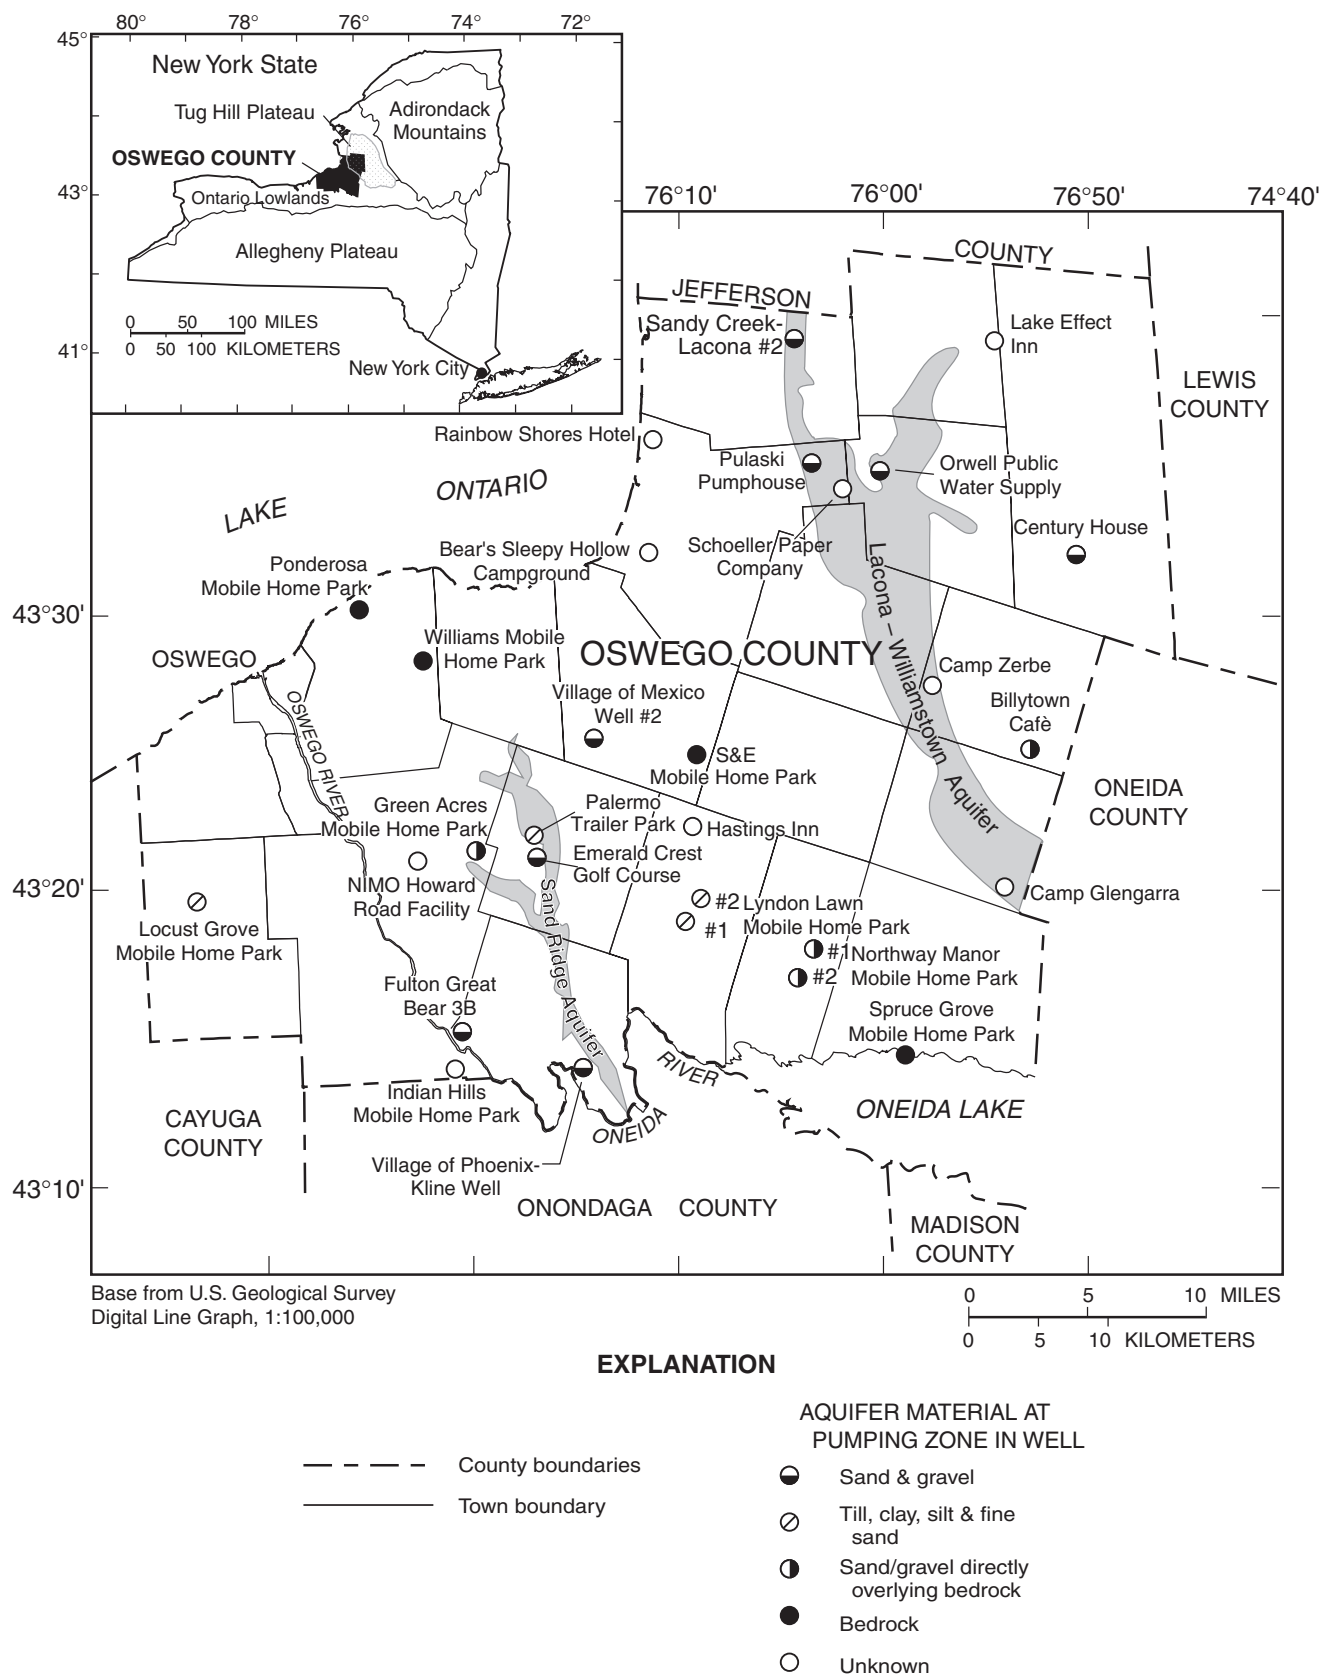 80°
78°
76°
74°
72°
45°
43°
41°
New York State
Tug Hill Plateau
Adirondack
Mountains
OSWEGO COUNTY
Ontario Lowlands
Allegheny Plateau
0 50 100 MILES
0 50 100 KILOMETERS
New York City
76°10'
76°00'
76°50'
74°40'
COUNTY
JEFFERSON
Sandy Creek-
Lacona #2
Lake Effect
Inn
LEWIS
COUNTY
Rainbow Shores Hotel
Pulaski
Pumphouse
Orwell Public
Water Supply
LAKE
ONTARIO
Century House
Bear's Sleepy Hollow
Campground
Schoeller Paper
Company
Ponderosa
Mobile Home Park
43°30'
Williams Mobile
Home Park
OSWEGO
OSWEGO COUNTY
Lacona – Williamstown Aquifer
Camp Zerbe
Village of Mexico
Well #2
Billytown
Cafè
OSWEGO RIVER
S&E
Mobile Home Park
ONEIDA
COUNTY
Green Acres
Mobile Home Park
Palermo
Trailer Park
Hastings Inn
Emerald Crest
Golf Course
43°20'
NIMO Howard
Road Facility
Camp Glengarra
#2 Lyndon Lawn
#1 Mobile Home Park
Locust Grove
Mobile Home Park
Sand Ridge Aquifer
#1 Northway Manor
#2 Mobile Home Park
Fulton Great
Bear 3B
Spruce Grove
Mobile Home Park
RIVER
Indian Hills
Mobile Home Park
ONEIDA
ONEIDA LAKE
CAYUGA
COUNTY
Village of Phoenix-
Kline Well
43°10'
ONONDAGA COUNTY
MADISON
COUNTY
Base from U.S. Geological Survey
Digital Line Graph, 1:100,000
0 5 10 MILES
0 5 10 KILOMETERS
EXPLANATION
AQUIFER MATERIAL AT
PUMPING ZONE IN WELL
County boundaries
Town boundary
Sand & gravel
Till, clay, silt & fine
sand
Sand/gravel directly
overlying bedrock
Bedrock
Unknown